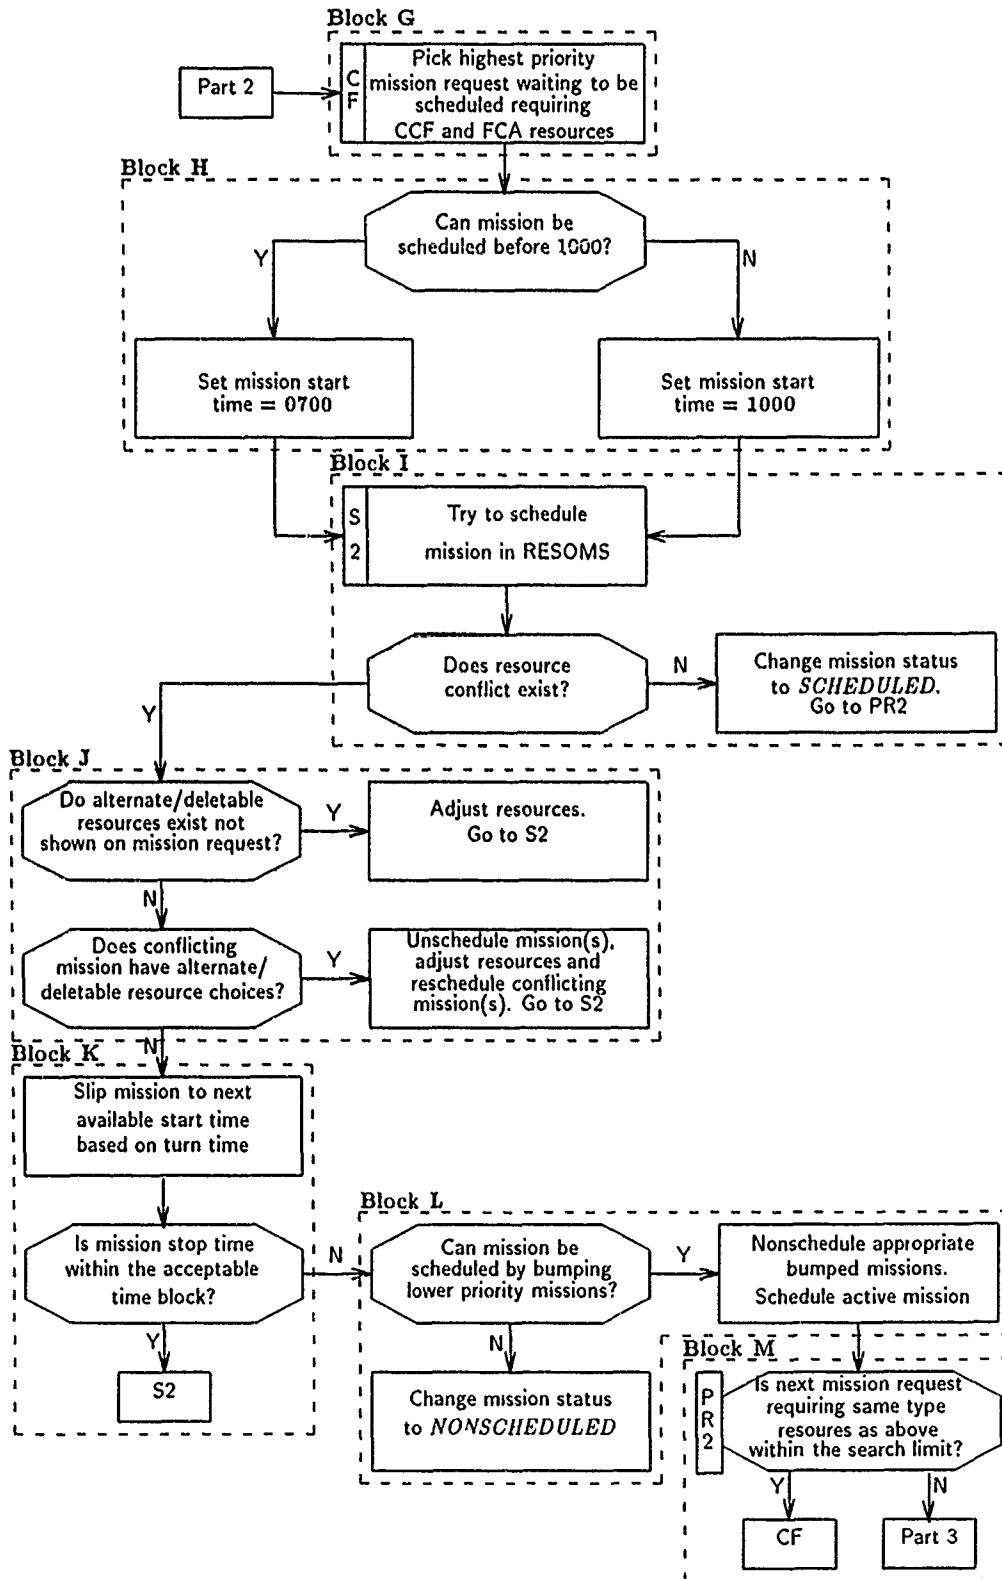 Block G
Part 2
C
F
Pick highest priority
mission request waiting to be
scheduled requiring
CCF and FCA resources
Block H
Can mission be
scheduled before 1000?
Y
N
Set mission start
time = 0700
Set mission start
time = 1000
Block I
S
2
Try to schedule
mission in RESOMS
Does resource
conflict exist?
N
Change mission status
to SCHEDULED.
Go to PR2
Y
Block J
Do alternate/deletable
resources exist not
shown on mission request?
Y
Adjust resources.
Go to S2
N
Does conflicting
mission have alternate/
deletable resource choices?
Y
Unschedule mission(s),
adjust resources and
reschedule conflicting
mission(s). Go to S2
N
Block K
Slip mission to next
available start time
based on turn time
Is mission stop time
within the acceptable
time block?
N
Y
S2
Block L
Can mission be
scheduled by bumping
lower priority missions?
Y
Nonschedule appropriate
bumped missions.
Schedule active mission
N
Change mission status
to NONSCHEDULED
Block M
P
R
2
Is next mission request
requiring same type
resoures as above
within the search limit?
Y
N
CF
Part 3